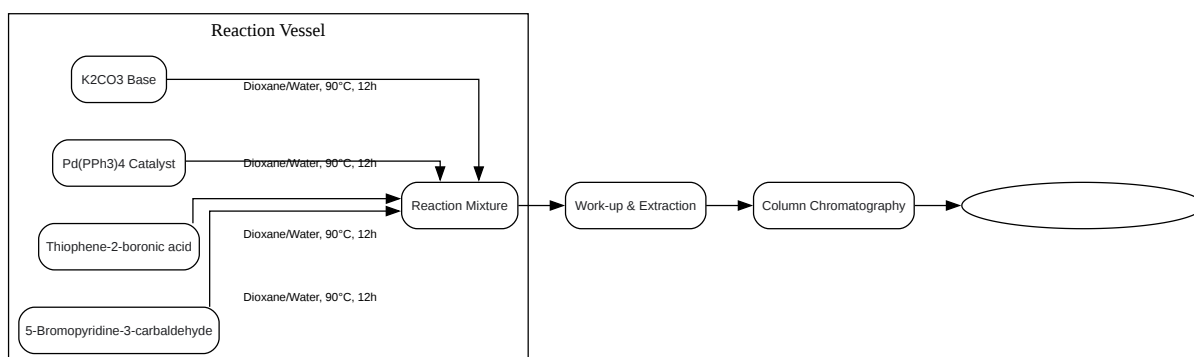 Reaction Vessel
K2CO3 Base
Dioxane/Water, 90°C, 12h
Pd(PPh3)4 Catalyst
Dioxane/Water, 90°C, 12h
Reaction Mixture
Work-up & Extraction
Column Chromatography
Thiophene-2-boronic acid
Dioxane/Water, 90°C, 12h
Dioxane/Water, 90°C, 12h
5-Bromopyridine-3-carbaldehyde